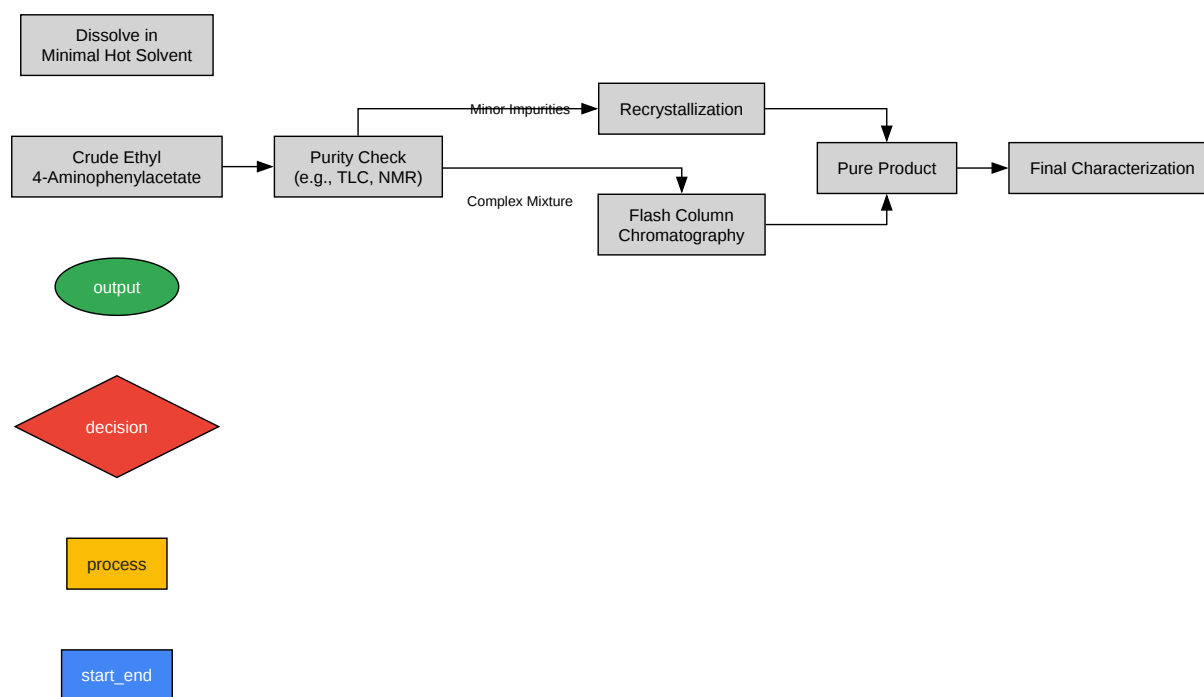 Dissolve in
Minimal Hot Solvent
Minor Impurities
Recrystallization
Crude Ethyl
4-Aminophenylacetate
Purity Check
(e.g., TLC, NMR)
Pure Product
Final Characterization
Complex Mixture
Flash Column
Chromatography
output
decision
process
start_end